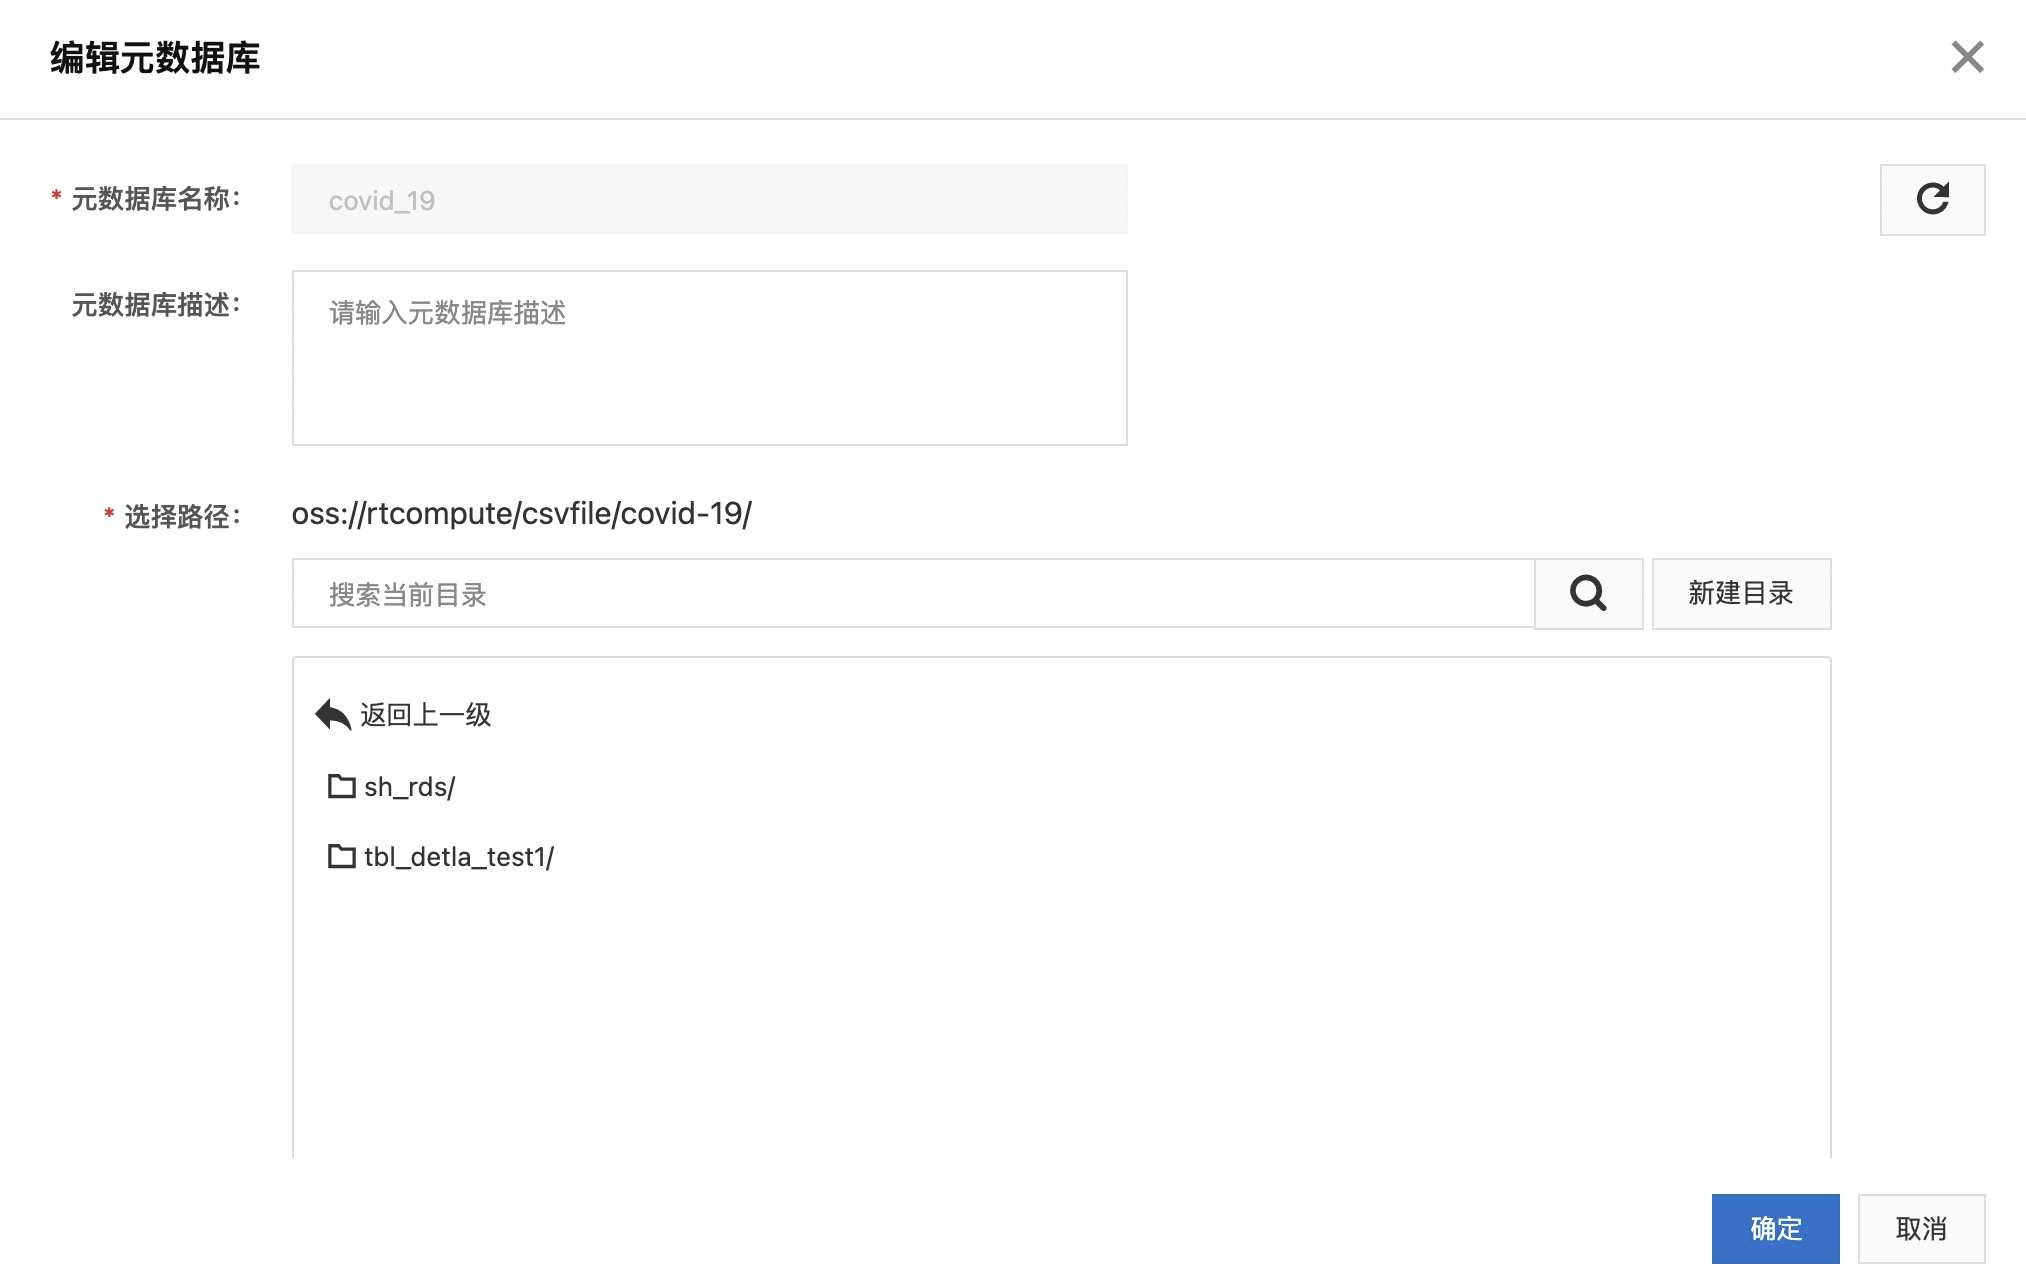 编辑元数据库
* 元数据库名称：
covid_19
元数据库描述：
请输入元数据库描述
* 选择路径：
oss://rtcompute/csvfile/covid-19/
搜索当前目录
新建目录
返回上一级
sh_rds/
tbl_detla_test1/
确定
取消